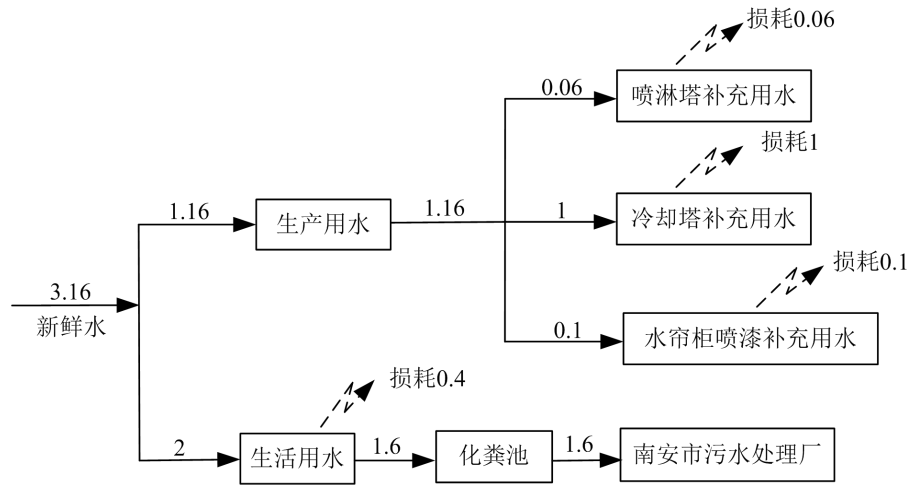 损耗0.06
0.06
喷淋塔补充用水
损耗1
1.16
生产用水
1.16
1
冷却塔补充用水
3.16
新鲜水
损耗0.1
0.1
水帘柜喷漆补充用水
损耗0.4
2
生活用水
1.6
化粪池
1.6
南安市污水处理厂